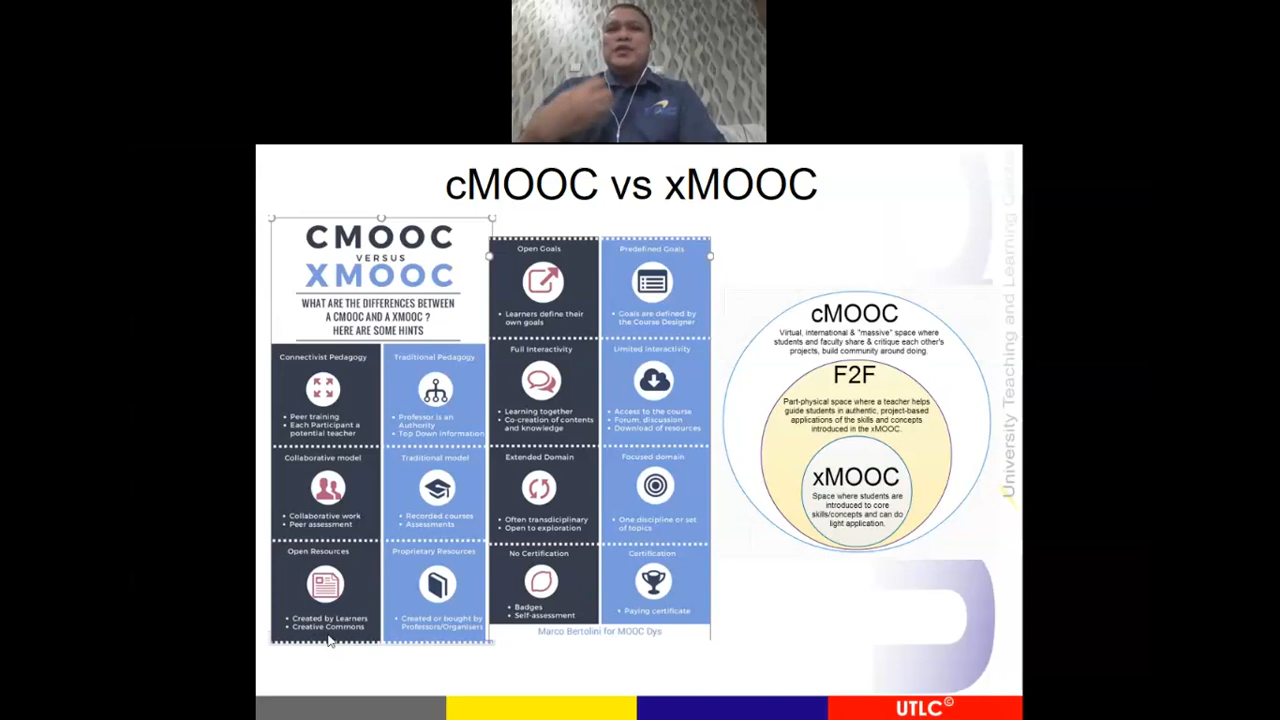 cMOOC vs xMOOC
CMOOC
VERSUS
XMOOC
WHAT ARE THE DIFFERENCES BETWEEN
A CMOOC AND A XMOOC ?
HERE ARE SOME HINTS
Connectivist Pedagogy
• Peer training
• Each Participant a
potential teacher
Traditional Pedagogy
• Professor is an
Authority
• Top Down information
Collaborative model
• Collaborative work
• Peer assessment
Traditional model
• Recorded courses
• Assessments
Open Resources
• Created by Learners
• Creative Commons
Proprietary Resources
• Created or bought by
Professors/Organisers
Open Goals
• Learners define their
own goals
Predefined Goals
• Goals are defined by
the Course Designer
Full Interactivity
• Learning together
• Co-creation of contents
and knowledge
Limited interactivity
• Access to the course
• Forum, discussion
• Download of resources
Extended Domain
• Often transdiciplinary
• Open to exploration
Focused domain
• One discipline or set
of topics
No Certification
• Badges
• Self-assessment
Certification
• Paying certificate
Marco Bertolini for MOOC Dys
cMOOC
Virtual, international & "massive" space where
students and faculty share & critique each other's
projects, build community around doing.
F2F
Part-physical space where a teacher helps
guide students in authentic, project-based
applications of the skills and concepts
introduced in the xMOOC.
xMOOC
Space where students are
introduced to core
skills/concepts and can do
light application.
University Teaching and Learning Centre
UTLC©